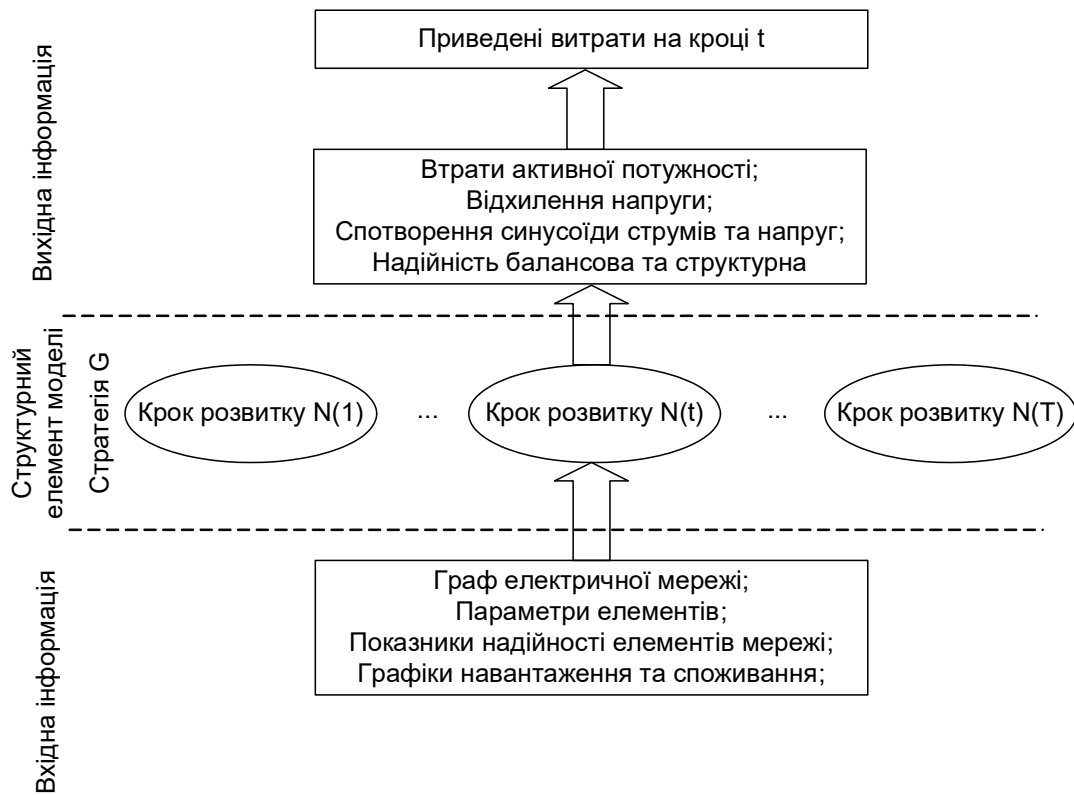 Вихідна інформація
Приведені витрати на кроці t
Втрати активної потужності;
Відхилення напруги;
Спотворення синусоїди струмів та напруг;
Надійність балансова та структурна
Структурний
елемент моделі
Стратегія G
Крок розвитку N(1)
...
Крок розвитку N(t)
...
Крок розвитку N(T)
Вхідна інформація
Граф електричної мережі;
Параметри елементів;
Показники надійності елементів мережі;
Графіки навантаження та споживання;